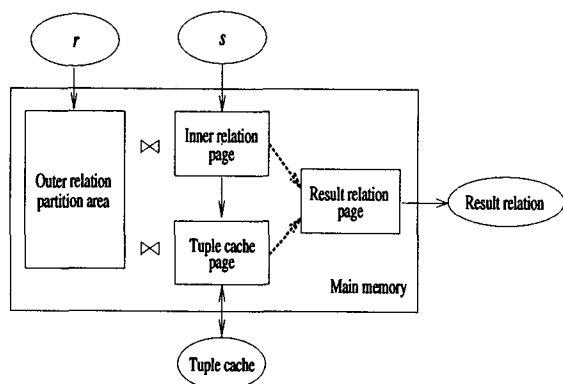 r
s
Outer relation
partition area
⋈
Inner relation
page
⋈
Tuple cache
page
Result relation
page
Result relation
Main memory
Tuple cache